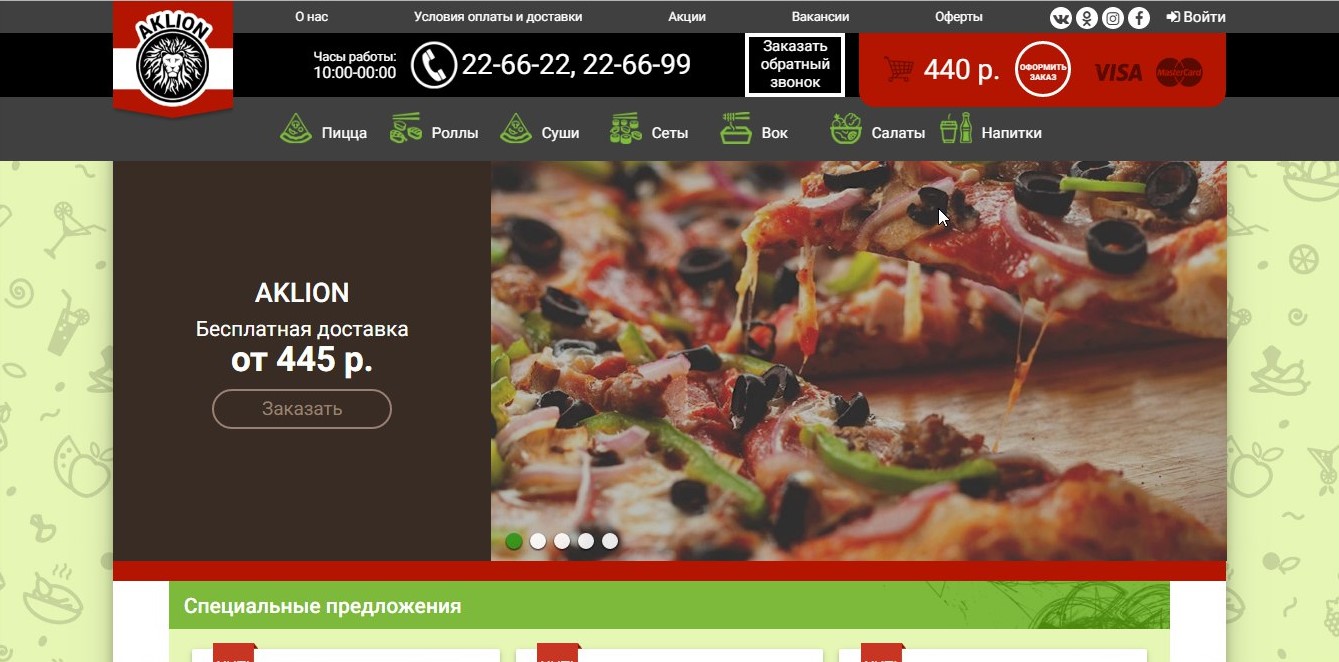 О нас
Условия оплаты и доставки
Акции
Вакансии
Оферты
Войти
AKLION
Часы работы:
10:00-00:00
22-66-22, 22-66-99
Заказать
обратный
звонок
440 р.
ОФОРМИТЬ
ЗАКАЗ
VISA
MasterCard
Пицца
Роллы
Суши
Сеты
Вок
Салаты
Напитки
AKLION
Бесплатная доставка
от 445 р.
Заказать
Специальные предложения